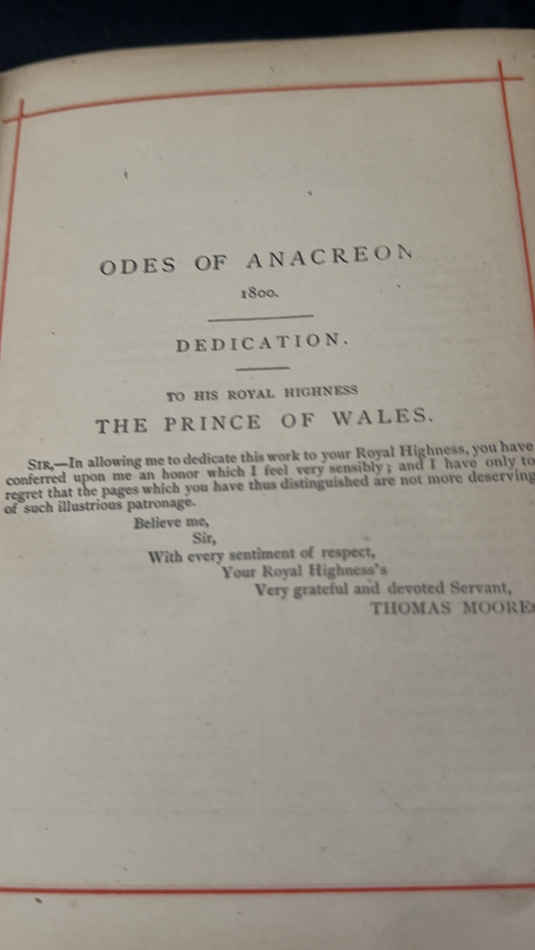 ODES OF ANACREON
1800.
DEDICATION.
TO HIS ROYAL HIGHNESS
THE PRINCE OF WALES.
SIR,—In allowing me to dedicate this work to your Royal Highness, you have
conferred upon me an honor which I feel very sensibly; and I have only to
regret that the pages which you have thus distinguished are not more deserving
of such illustrious patronage.
Believe me,
Sir,
With every sentiment of respect,
Your Royal Highness's
Very grateful and devoted Servant,
THOMAS MOORE